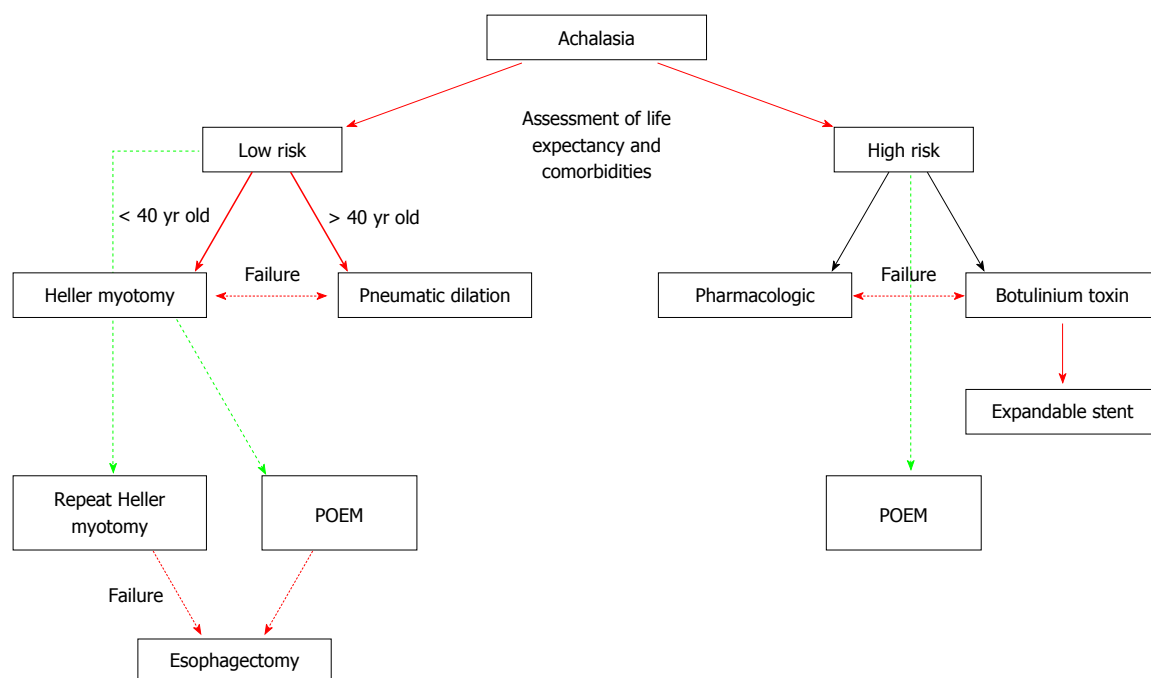 Achalasia
Assessment of life
expectancy and
comorbidities
Low risk
High risk
< 40 yr old
> 40 yr old
Heller myotomy
Failure
Pneumatic dilation
Pharmacologic
Failure
Botulinium toxin
Expandable stent
Repeat Heller
myotomy
POEM
POEM
Failure
Esophagectomy